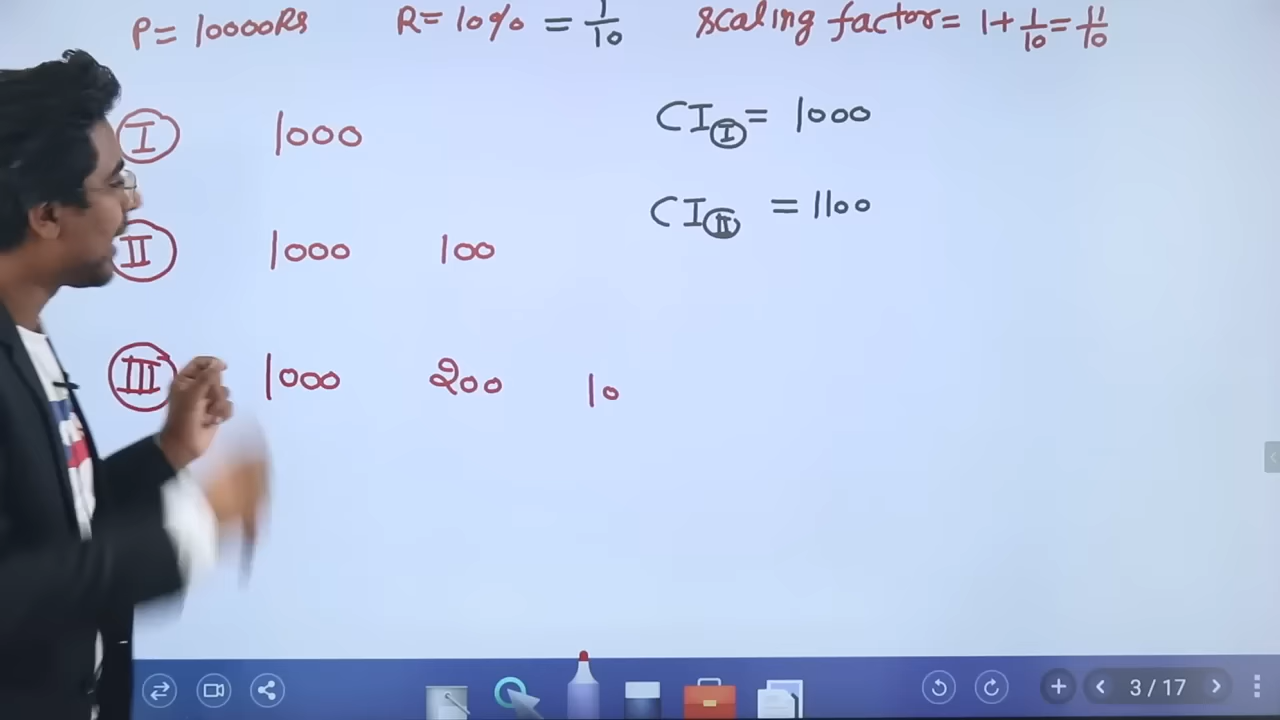 P= 10000Rs R= 10% = 1/10 scaling factor= 1+ 1/10 = 11/10
I 1000 CI I = 1000
II 1000 100 CI II = 1100
III 1000 200 10
3 / 17